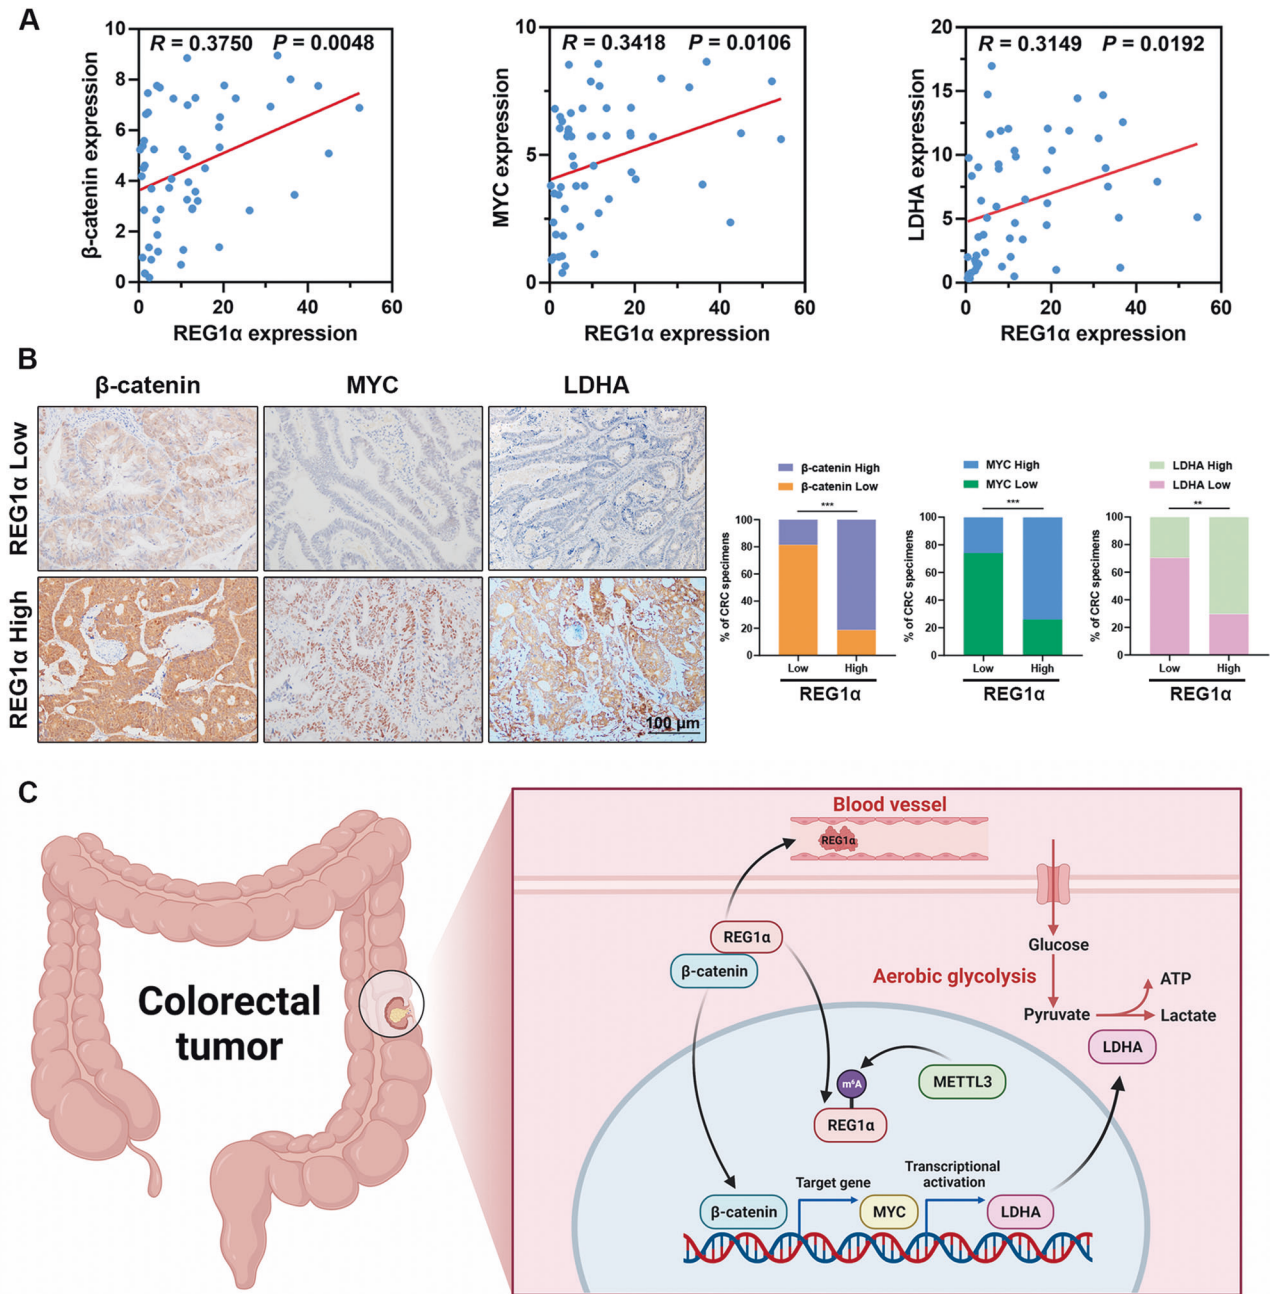 A
R = 0.3750 P = 0.0048
β-catenin expression
10
8
6
4
2
0
0 20 40 60
REG1α expression
R = 0.3418 P = 0.0106
MYC expression
10
5
0
0 20 40 60
REG1α expression
R = 0.3149 P = 0.0192
LDHA expression
20
15
10
5
0
0 20 40 60
REG1α expression
B
β-catenin MYC LDHA
REG1α Low
REG1α High
100 μm
β-catenin High
β-catenin Low
***
% of CRC specimens
100
80
60
40
20
0
Low High
REG1α
MYC High
MYC Low
***
% of CRC specimens
100
80
60
40
20
0
Low High
REG1α
LDHA High
LDHA Low
**
% of CRC specimens
100
80
60
40
20
0
Low High
REG1α
C
Colorectal
tumor
Blood vessel
REG1α
REG1α
β-catenin
Glucose
Aerobic glycolysis
ATP
Pyruvate
Lactate
LDHA
m⁶A
METTL3
REG1α
Target gene
Transcriptional
activation
β-catenin
MYC
LDHA